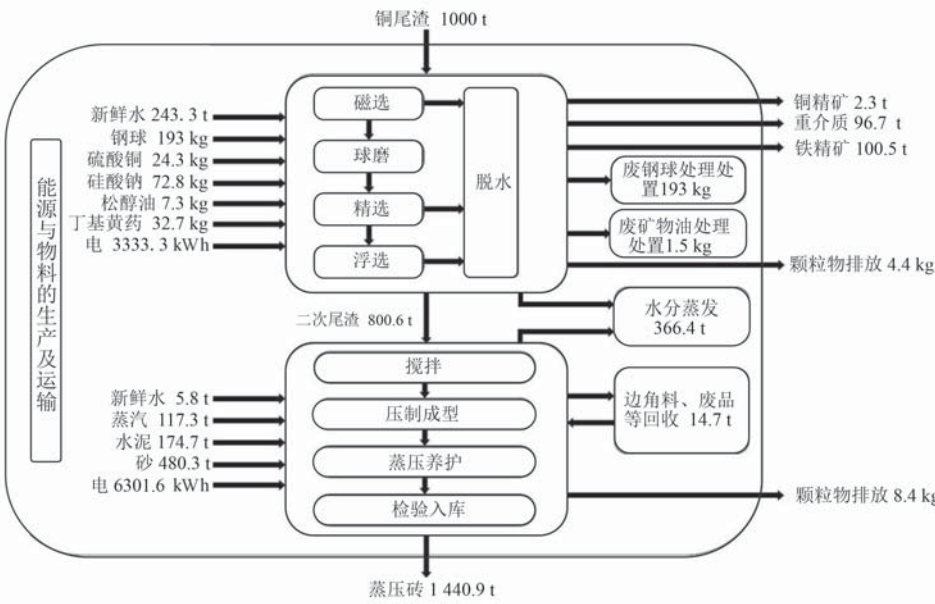 铜尾渣 1000 t
能源与物料的生产及运输
新鲜水 243. 3 t
钢球 193 kg
硫酸铜 24.3 kg
硅酸钠 72.8 kg
松醇油 7.3 kg
丁基黄药 32.7 kg
电 3333. 3 kWh
磁选
球磨
精选
浮选
脱水
铜精矿 2.3 t
重介质 96.7 t
铁精矿 100.5 t
废钢球处理处
置193 kg
废矿物油处理
处置1.5 kg
颗粒物排放 4.4 kg
二次尾渣 800.6 t
水分蒸发
366.4 t
新鲜水 5.8 t
蒸汽 117.3 t
水泥 174.7 t
砂 480.3 t
电 6301.6 kWh
搅拌
压制成型
蒸压养护
检验入库
边角料、废品
等回收 14.7 t
颗粒物排放 8.4 kg
蒸压砖 1 440.9 t